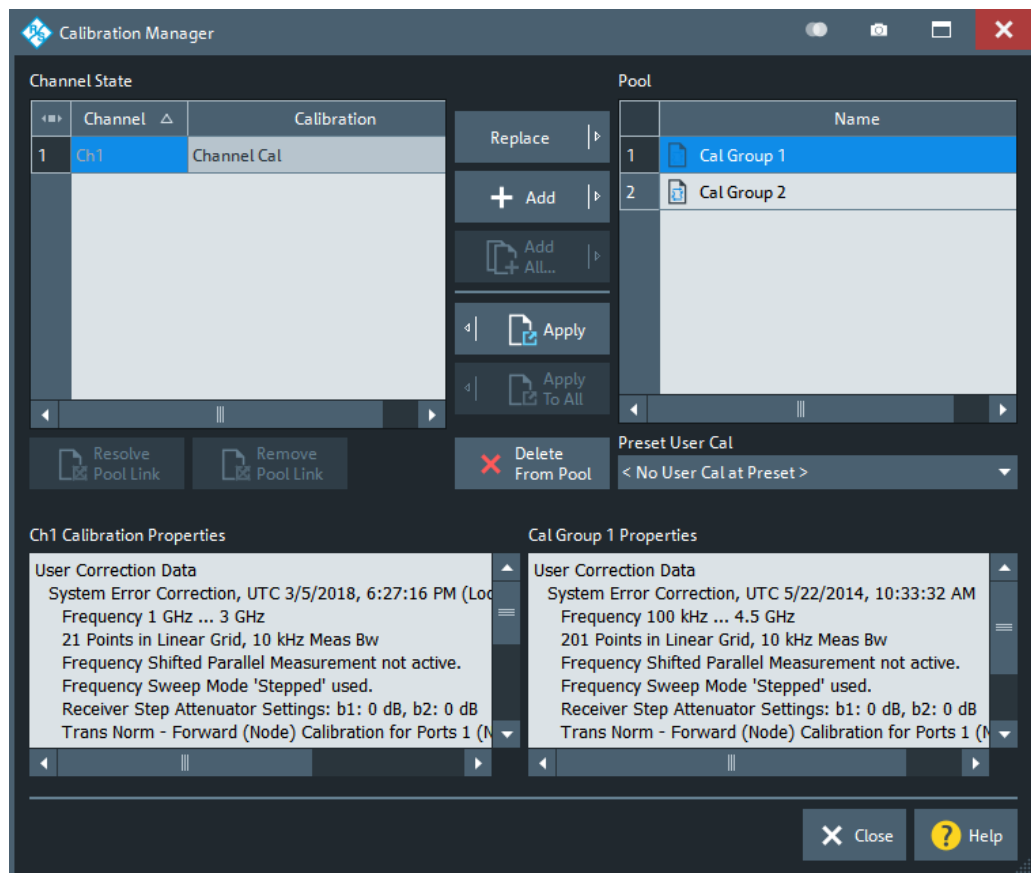 R&S
Calibration Manager
Channel State
Channel
Calibration
1
Ch1
Channel Cal
Replace
Add
Add
All...
Apply
Apply
To All
Pool
Name
1
Cal Group 1
2
Cal Group 2
Resolve
Pool Link
Remove
Pool Link
Delete
From Pool
Preset User Cal
< No User Cal at Preset >
Ch1 Calibration Properties
User Correction Data
System Error Correction, UTC 3/5/2018, 6:27:16 PM (Loc
Frequency 1 GHz ... 3 GHz
21 Points in Linear Grid, 10 kHz Meas Bw
Frequency Shifted Parallel Measurement not active.
Frequency Sweep Mode 'Stepped' used.
Receiver Step Attenuator Settings: b1: 0 dB, b2: 0 dB
Trans Norm - Forward (Node) Calibration for Ports 1 (N
Cal Group 1 Properties
User Correction Data
System Error Correction, UTC 5/22/2014, 10:33:32 AM
Frequency 100 kHz ... 4.5 GHz
201 Points in Linear Grid, 10 kHz Meas Bw
Frequency Shifted Parallel Measurement not active.
Frequency Sweep Mode 'Stepped' used.
Receiver Step Attenuator Settings: b1: 0 dB, b2: 0 dB
Trans Norm - Forward (Node) Calibration for Ports 1 (N
Close
? Help